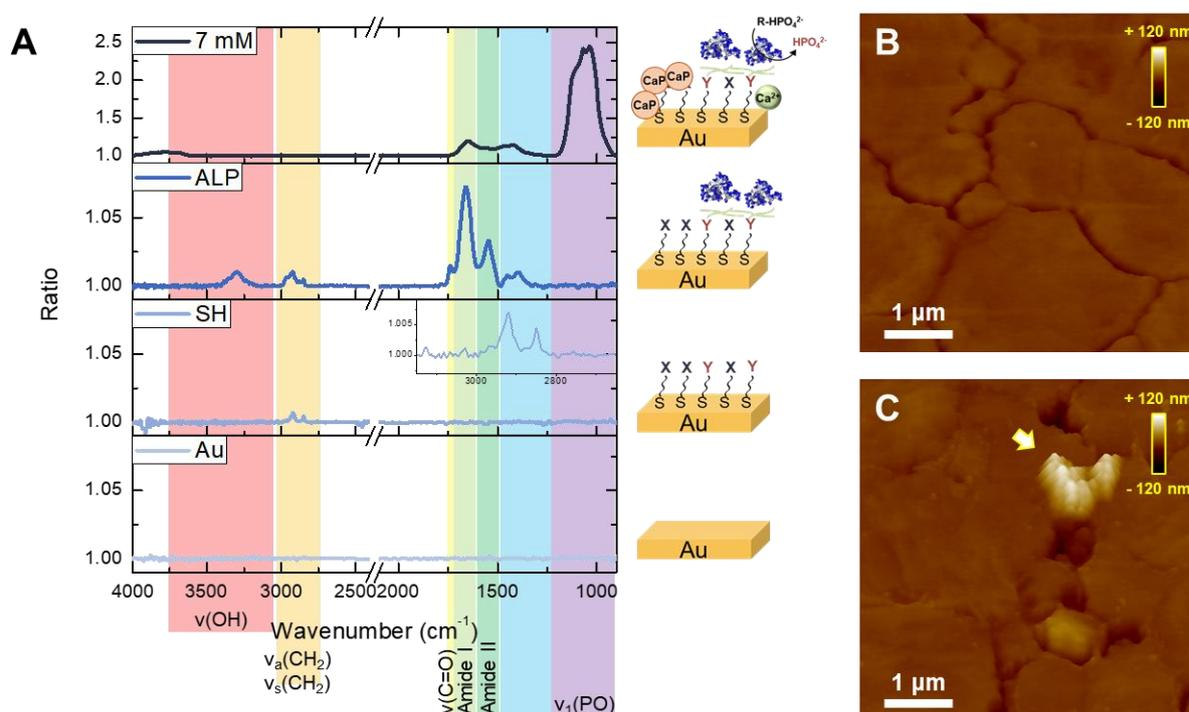 A
7 mM
2.5
2.0
1.5
1.0
ALP
1.05
1.00
SH
1.05
1.00
1.005
1.000
3000
2800
Au
1.05
1.00
Ratio
4000
3500
3000
2500
2000
1500
1000
Wavenumber (cm⁻¹)
ν(OH)
νₐ(CH₂)
νₛ(CH₂)
ν(C=O)
Amide I
Amide II
ν₁(PO)
R-HPO₄²⁻
HPO₄²⁻
CaP
CaP
CaP
Y X Y
Ca²⁺
S S S S S
Au
X X Y X Y
S S S S S
Au
X X Y X Y
S S S S S
Au
Au
B
+ 120 nm
- 120 nm
1 µm
C
+ 120 nm
- 120 nm
1 µm